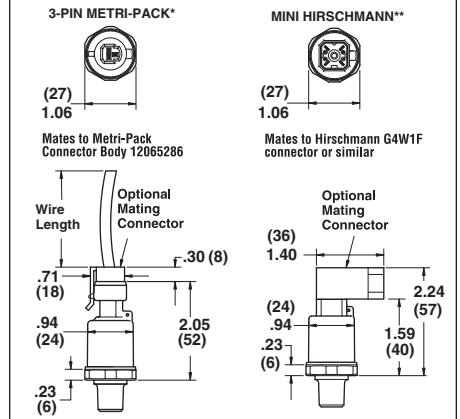 3-PIN METRI-PACK*
(27)
1.06
Mates to Metri-Pack
Connector Body 12065286
Wire
Length
Optional
Mating
Connector
.30 (8)
.71
(18)
.94
(24)
2.05
(52)
.23
(6)
MINI HIRSCHMANN**
(27)
1.06
Mates to Hirschmann G4W1F
connector or similar
Optional
Mating
Connector
(36)
1.40
(24)
.94
2.24
(57)
1.59
(40)
.23
(6)